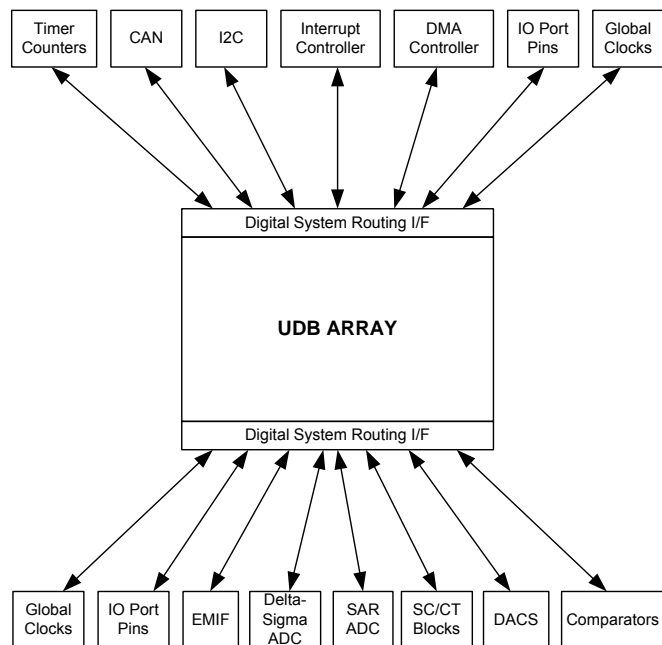 Timer
Counters
CAN
I2C
Interrupt
Controller
DMA
Controller
IO Port
Pins
Global
Clocks
Digital System Routing I/F
UDB ARRAY
Digital System Routing I/F
Global
Clocks
IO Port
Pins
EMIF
Delta-
Sigma
ADC
SAR
ADC
SC/CT
Blocks
DACS
Comparators